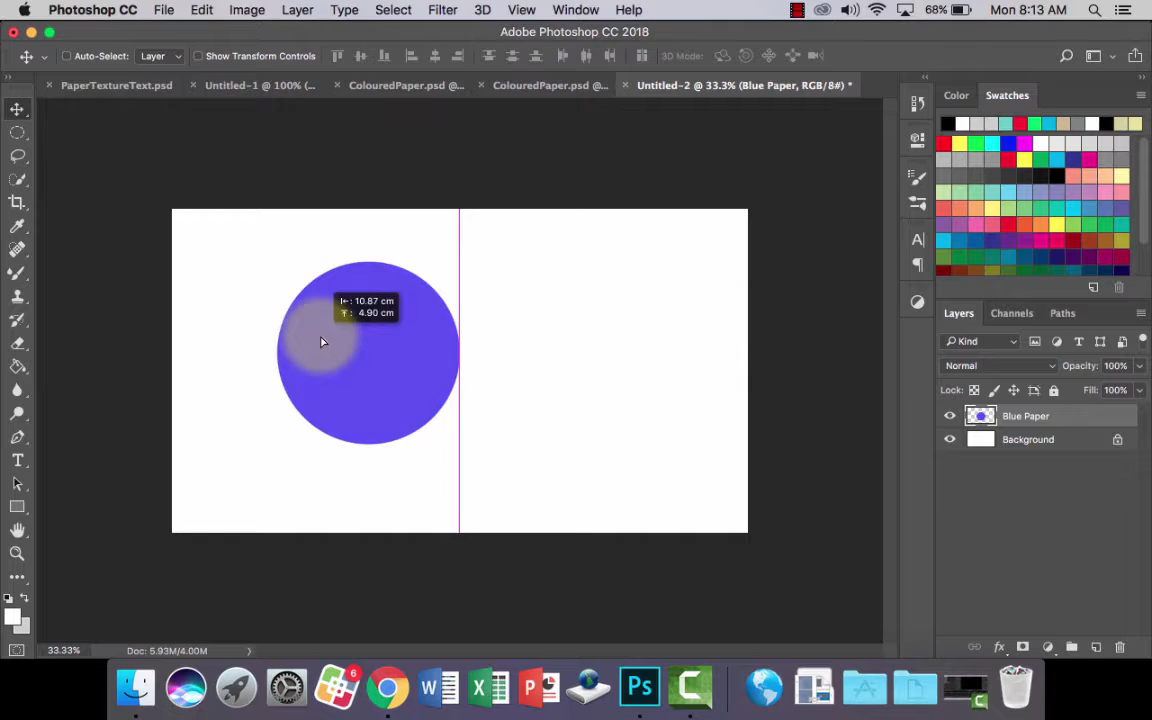 Photoshop CC File Edit Image Layer Type Select Filter 3D View Window Help 68% Mon 8:13 AM
Adobe Photoshop CC 2018
Auto-Select: Layer Show Transform Controls 3D Mode:
PaperTextureText.psd Untitled-1 @ 100% (... ColouredPaper.psd @... ColouredPaper.psd @... Untitled-2 @ 33.3% (Blue Paper, RGB/8#) *
Color Swatches
10.87 cm
4.90 cm
Layers Channels Paths
Kind
Normal Opacity: 100%
Lock: Fill: 100%
Blue Paper
Background
33.33% Doc: 5.93M/4.00M
6
W X P Ps C